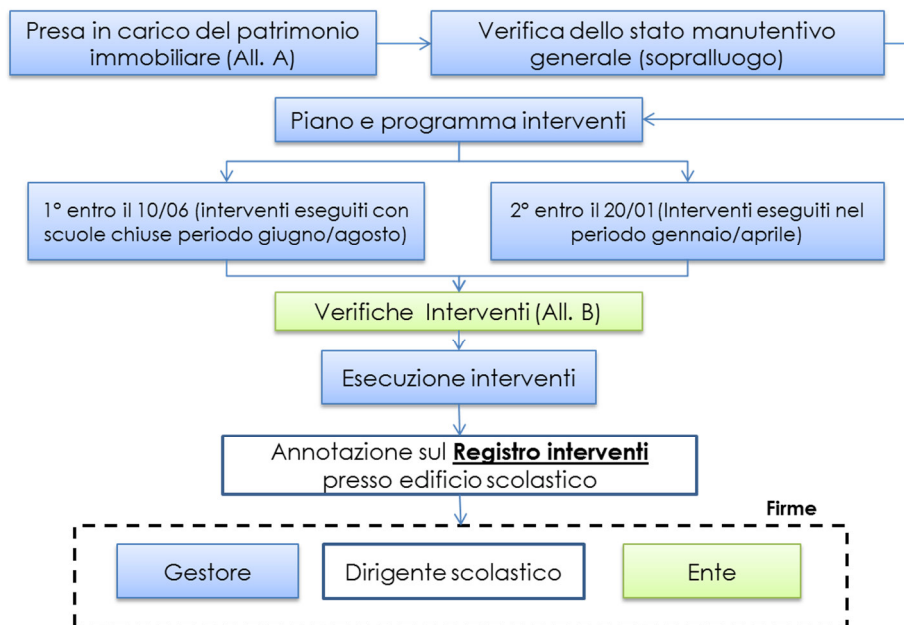 Presa in carico del patrimonio
immobiliare (All. A)
Verifica dello stato manutentivo
generale (sopralluogo)
Piano e programma interventi
1° entro il 10/06 (interventi eseguiti con
scuole chiuse periodo giugno/agosto)
2° entro il 20/01(Interventi eseguiti nel
periodo gennaio/aprile)
Verifiche Interventi (All. B)
Esecuzione interventi
Annotazione sul Registro interventi
presso edificio scolastico
Firme
Gestore
Dirigente scolastico
Ente